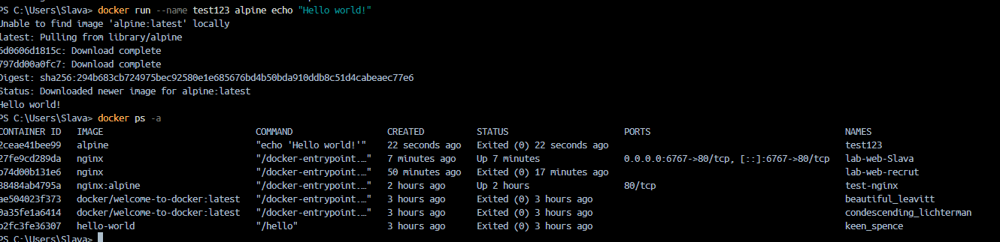 PS C:\Users\Slava> docker run --name test123 alpine echo "Hello world!"
Unable to find image 'alpine:latest' locally
latest: Pulling from library/alpine
6d0606d1815c: Download complete
797dd00a0fc7: Download complete
Digest: sha256:294b683cb724975bec92580e1e685676bd4b50bda910ddb8c51d4cabeaec77e6
Status: Downloaded newer image for alpine:latest
Hello world!
PS C:\Users\Slava> docker ps -a
CONTAINER ID   IMAGE                             COMMAND                  CREATED          STATUS                      PORTS                                     NAMES
2ceae41bee99   alpine                            "echo 'Hello world!'"    22 seconds ago   Exited (0) 22 seconds ago                                             test123
27fe9cd289da   nginx                             "/docker-entrypoint.…"   7 minutes ago    Up 7 minutes                0.0.0.0:6767->80/tcp, [::]:6767->80/tcp   lab-web-Slava
b74d00b131e6   nginx                             "/docker-entrypoint.…"   50 minutes ago   Exited (0) 17 minutes ago                                             lab-web-recrut
38484ab4795a   nginx:alpine                      "/docker-entrypoint.…"   2 hours ago      Up 2 hours                  80/tcp                                    test-nginx
ae504023f373   docker/welcome-to-docker:latest   "/docker-entrypoint.…"   3 hours ago      Exited (0) 3 hours ago                                                beautiful_leavitt
0a35fe1a6414   docker/welcome-to-docker:latest   "/docker-entrypoint.…"   3 hours ago      Exited (0) 3 hours ago                                                condescending_lichterman
b2fc3fe36307   hello-world                       "/hello"                 3 hours ago      Exited (0) 3 hours ago                                                keen_spence
PS C:\Users\Slava>